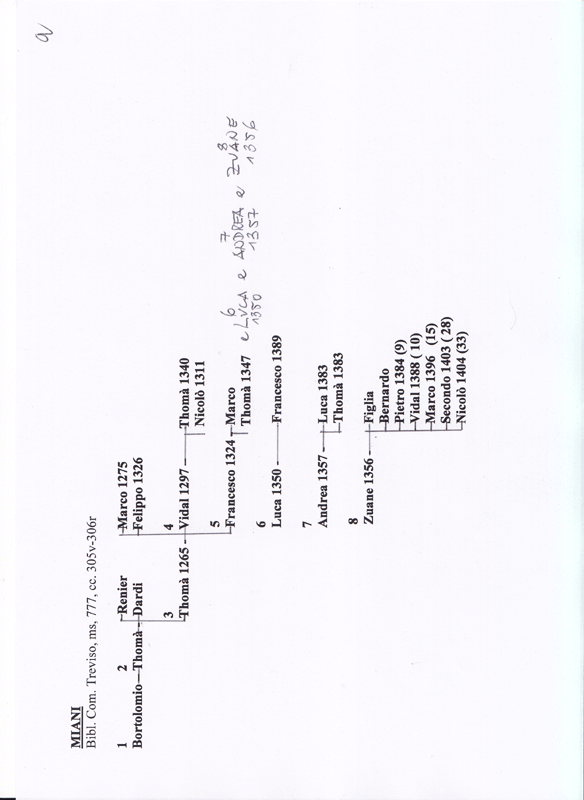 a
MIANI
Bibl. Com. Treviso, ms, 777, cc. 305v-306r
1 2 Renier Marco 1275
Bortolomio Thomà Dardi Felippo 1326
3 4
Thomà 1265 Vidal 1297 Thomà 1340
Nicolò 1311
5
Francesco 1324 Marco
Thomà 1347 e LUCA e ANDREA e ZUANE
6 7 8
1350 1357 1356
6
Luca 1350 Francesco 1389
7
Andrea 1357 Luca 1383
Thomà 1383
8
Zuane 1356 Figlia
Bernardo
Pietro 1384 (9)
Vidal 1388 ( 10)
Marco 1396 (15)
Secondo 1403 ( 28)
Nicolò 1404 (33)